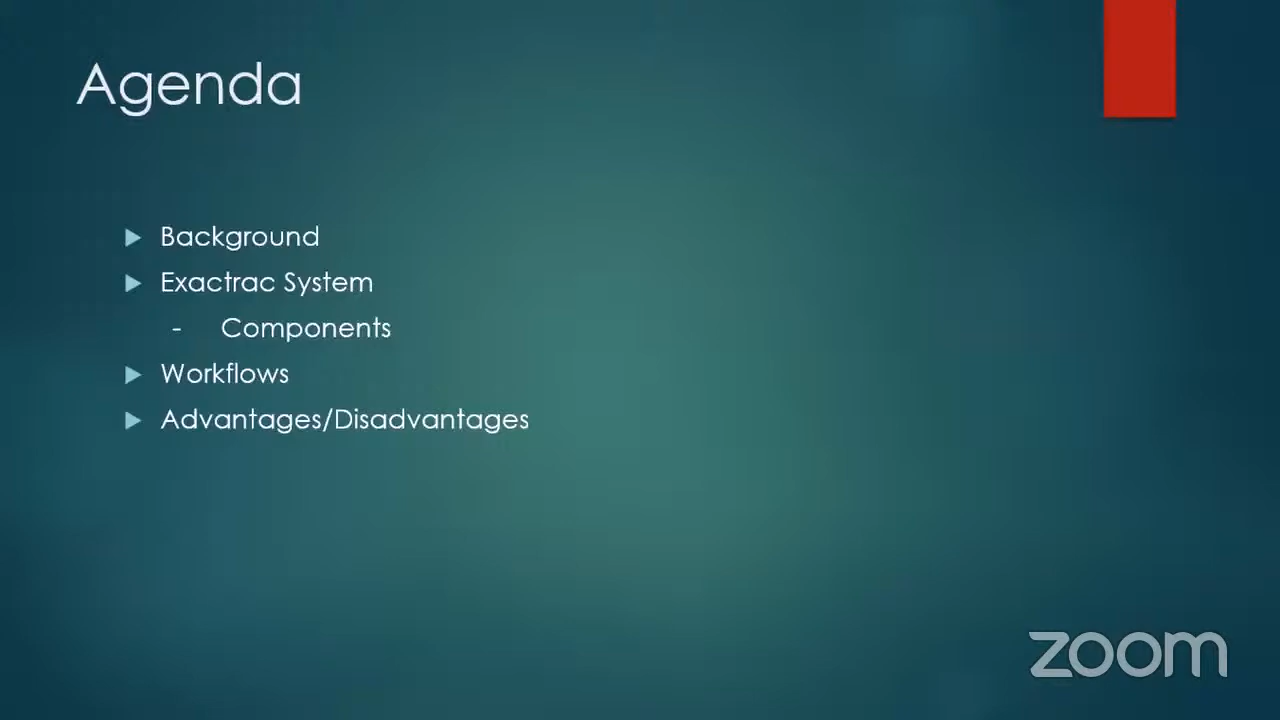 Agenda
Background
Exactrac System
- Components
Workflows
Advantages/Disadvantages
zoom